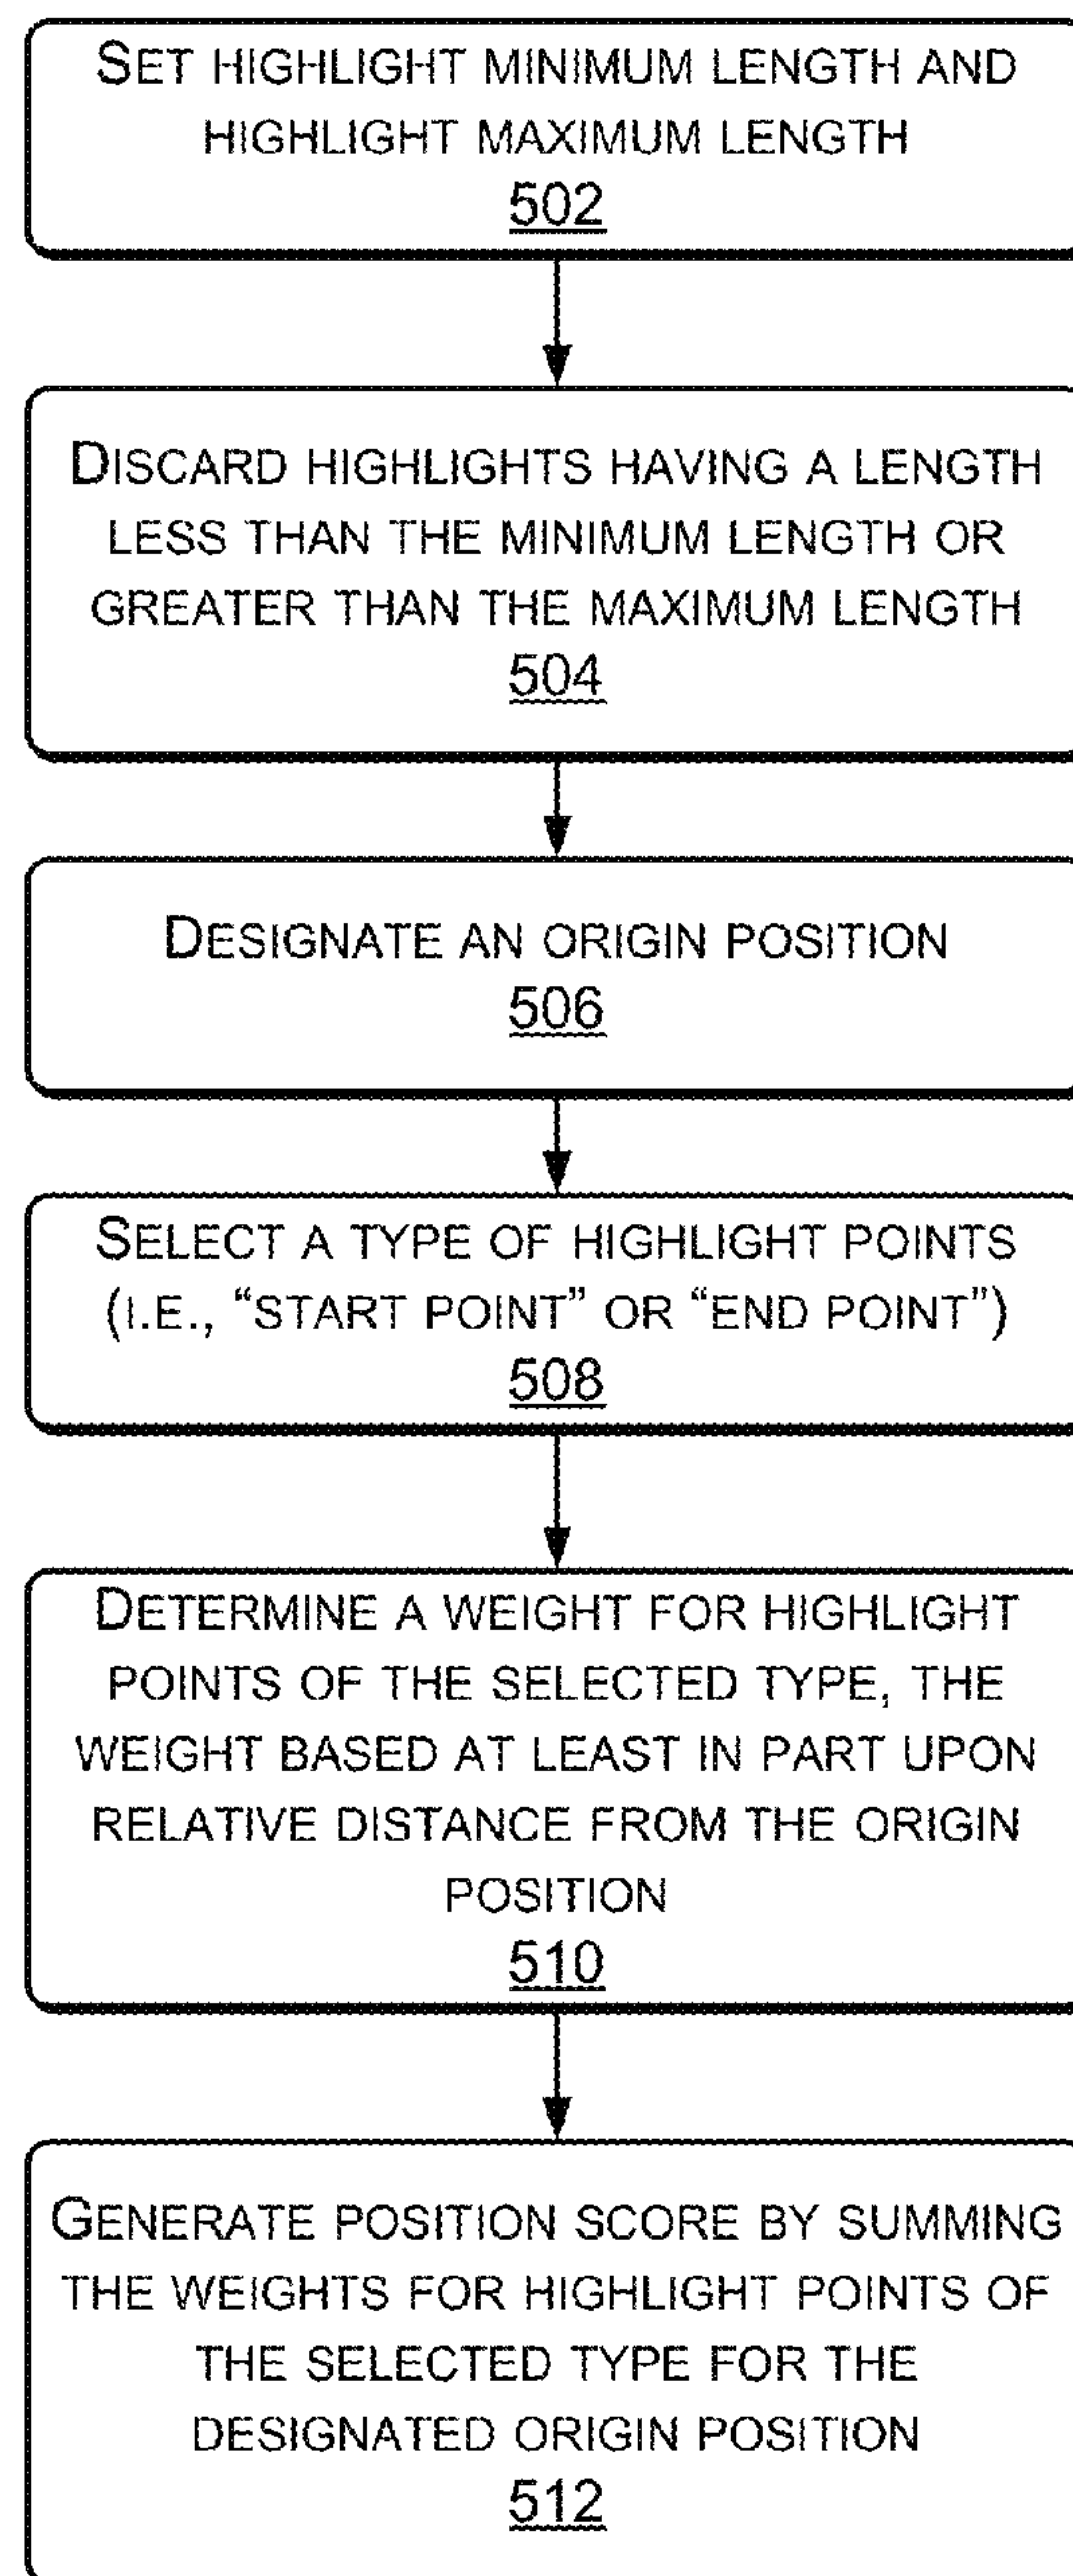 SET HIGHLIGHT MINIMUM LENGTH AND
HIGHLIGHT MAXIMUM LENGTH
502
DISCARD HIGHLIGHTS HAVING A LENGTH
LESS THAN THE MINIMUM LENGTH OR
GREATER THAN THE MAXIMUM LENGTH
504
DESIGNATE AN ORIGIN POSITION
506
SELECT A TYPE OF HIGHLIGHT POINTS
(I.E., “START POINT” OR “END POINT”)
508
DETERMINE A WEIGHT FOR HIGHLIGHT
POINTS OF THE SELECTED TYPE, THE
WEIGHT BASED AT LEAST IN PART UPON
RELATIVE DISTANCE FROM THE ORIGIN
POSITION
510
GENERATE POSITION SCORE BY SUMMING
THE WEIGHTS FOR HIGHLIGHT POINTS OF
THE SELECTED TYPE FOR THE
DESIGNATED ORIGIN POSITION
512